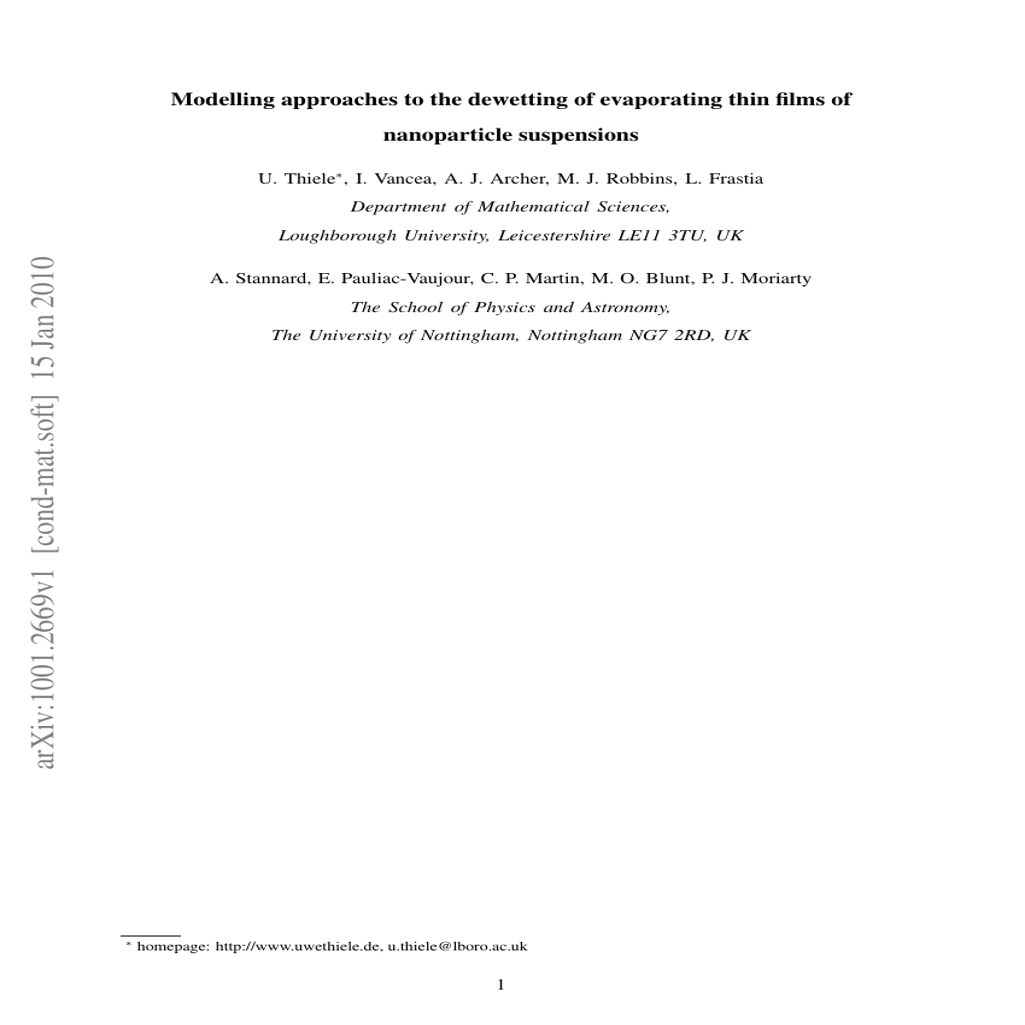 Modelling approaches to the dewetting of evaporating thin films of
nanoparticle suspensions
U. Thiele*, I. Vancea, A. J. Archer, M. J. Robbins, L. Frastia
Department of Mathematical Sciences,
Loughborough University, Leicestershire LE11 3TU, UK
A. Stannard, E. Pauliac-Vaujour, C. P. Martin, M. O. Blunt, P. J. Moriarty
The School of Physics and Astronomy,
The University of Nottingham, Nottingham NG7 2RD, UK
arXiv:1001.2669v1 [cond-mat.soft] 15 Jan 2010
* homepage: http://www.uwethiele.de, u.thiele@lboro.ac.uk
1